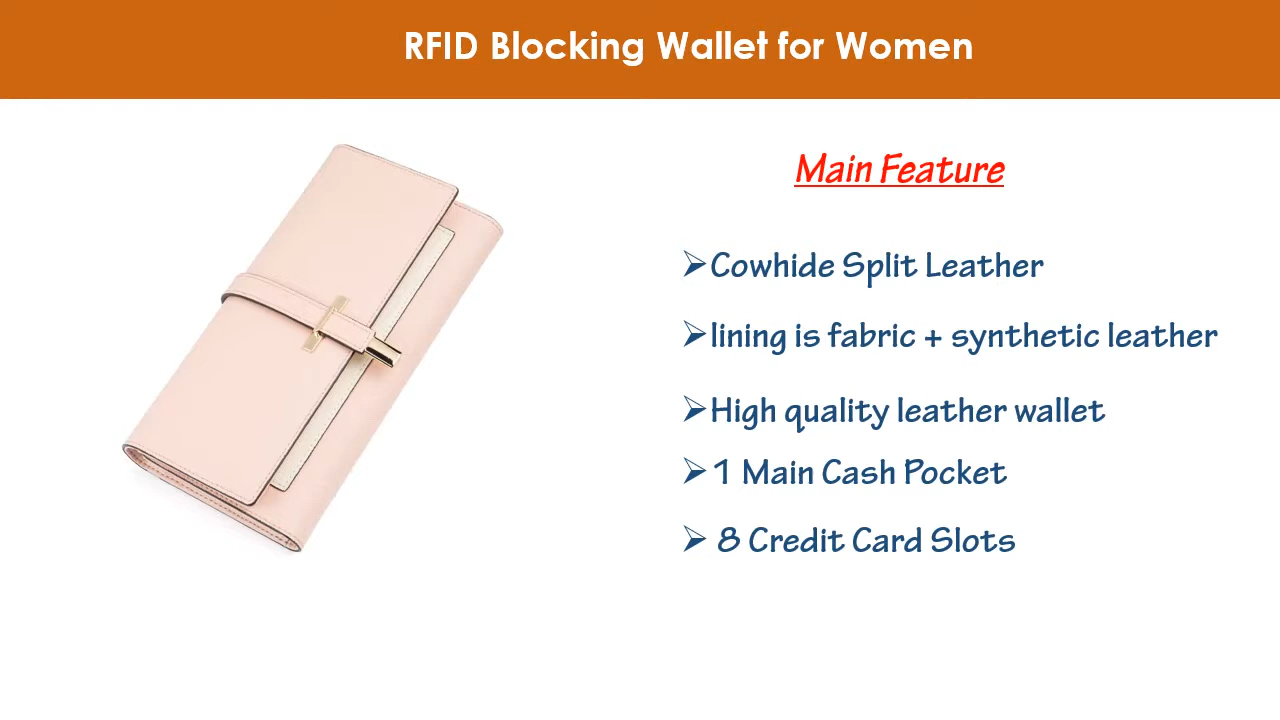 RFID Blocking Wallet for Women
Main Feature
➢Cowhide Split Leather
➢lining is fabric + synthetic leather
➢High quality leather wallet
➢1 Main Cash Pocket
➢ 8 Credit Card Slots